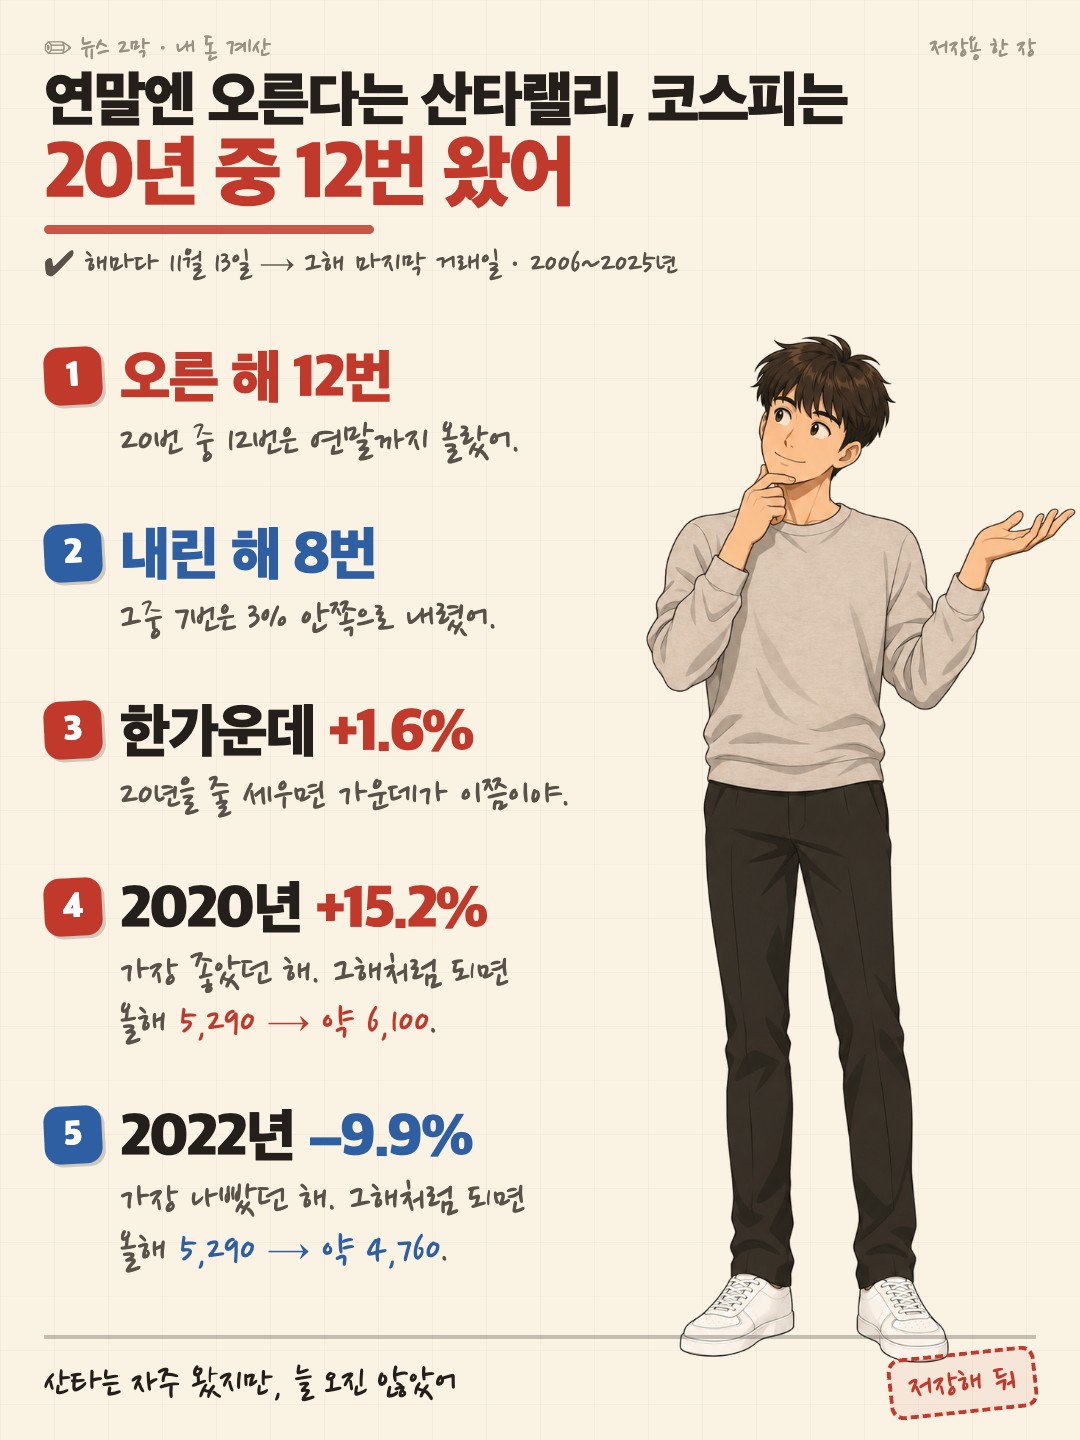 뉴스 2막 · 내 돈 계산
저장용 한 장
연말엔 오른다는 산타랠리, 코스피는
20년 중 12번 왔어
✔ 해마다 11월 13일 → 그해 마지막 거래일 · 2006~2025년
1 오른 해 12번
20번 중 12번은 연말까지 올랐어.
2 내린 해 8번
그중 7번은 3% 안쪽으로 내렸어.
3 한가운데 +1.6%
20년을 줄 세우면 가운데가 이쯤이야.
4 2020년 +15.2%
가장 좋았던 해. 그해처럼 되면
올해 5,290 → 약 6,100.
5 2022년 –9.9%
가장 나빴던 해. 그해처럼 되면
올해 5,290 → 약 4,760.
산타는 자주 왔지만, 늘 오진 않았어
저장해 둬